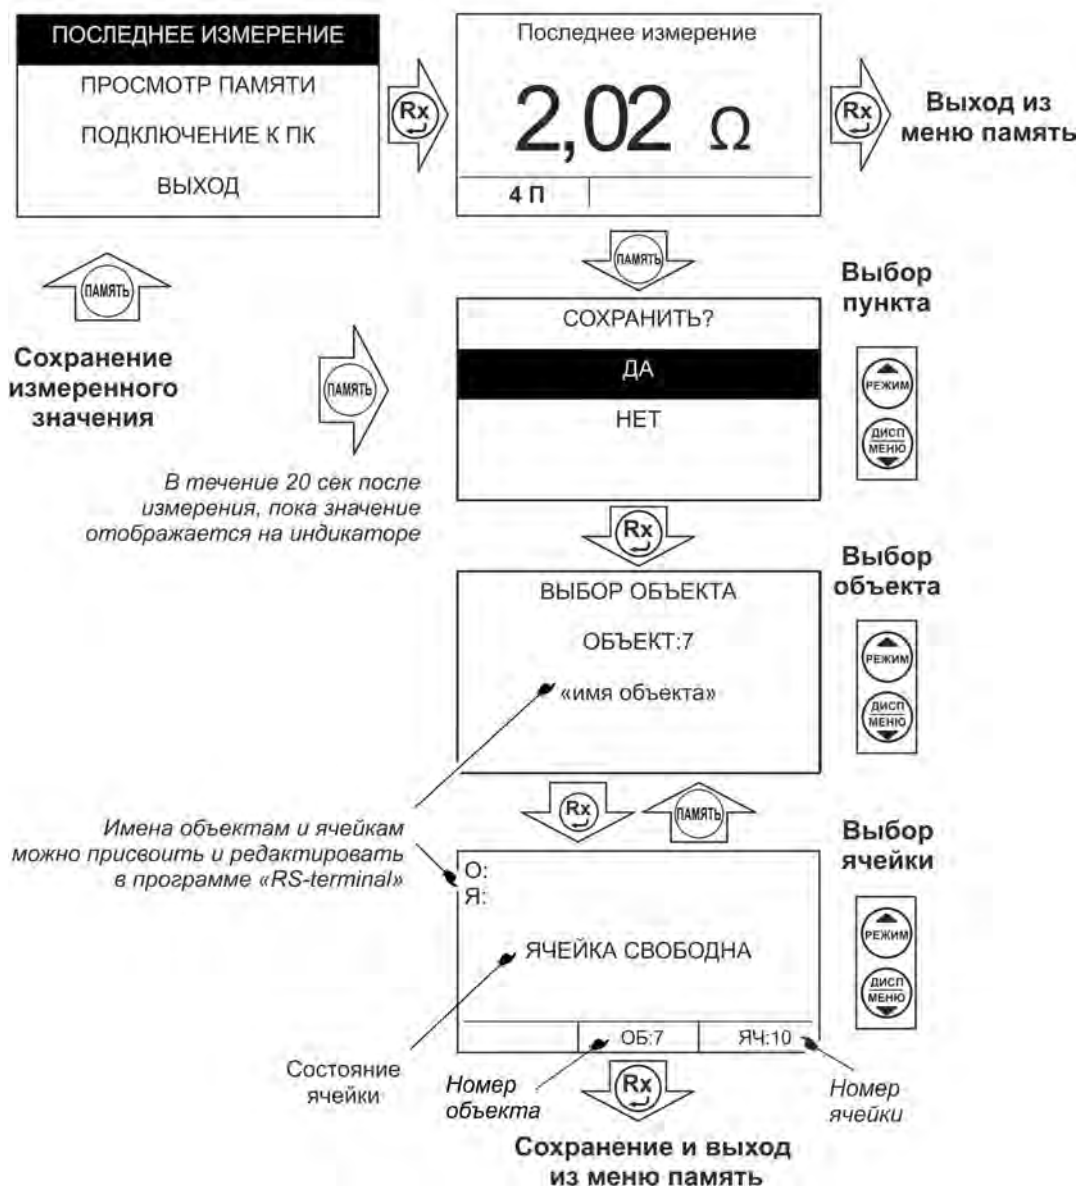 ПОСЛЕДНЕЕ ИЗМЕРЕНИЕ
ПРОСМОТР ПАМЯТИ
ПОДКЛЮЧЕНИЕ К ПК
ВЫХОД
Rx
Последнее измерение
2,02 Ω
4 П
Rx
Выход из
меню память
ПАМЯТЬ
Сохранение
измеренного
значения
ПАМЯТЬ
ПАМЯТЬ
В течение 20 сек после
измерения, пока значение
отображается на индикаторе
СОХРАНИТЬ?
ДА
НЕТ
Выбор
пункта
РЕЖИМ
ДИСП
МЕНЮ
Rx
ВЫБОР ОБЪЕКТА
ОБЪЕКТ:7
«имя объекта»
Выбор
объекта
РЕЖИМ
ДИСП
МЕНЮ
Rx
ПАМЯТЬ
Имена объектам и ячейкам
можно присвоить и редактировать
в программе «RS-terminal»
О:
Я:
ЯЧЕЙКА СВОБОДНА
ОБ:7
ЯЧ:10
Выбор
ячейки
РЕЖИМ
ДИСП
МЕНЮ
Состояние
ячейки
Номер
объекта
Rx
Номер
ячейки
Сохранение и выход
из меню память